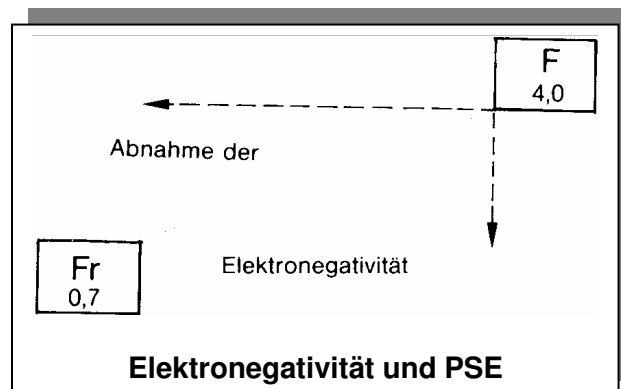 F
4,0
Abnahme der
Elektronegativität
Fr
0,7
Elektronegativität und PSE